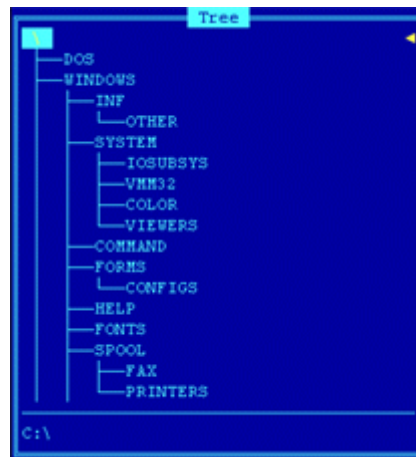 Tree
\
DOS
WINDOWS
INF
OTHER
SYSTEM
IOSUBSYS
VMM32
COLOR
VIEWERS
COMMAND
FORMS
CONFIGS
HELP
FONTS
SPOOL
FAX
PRINTERS
C:\